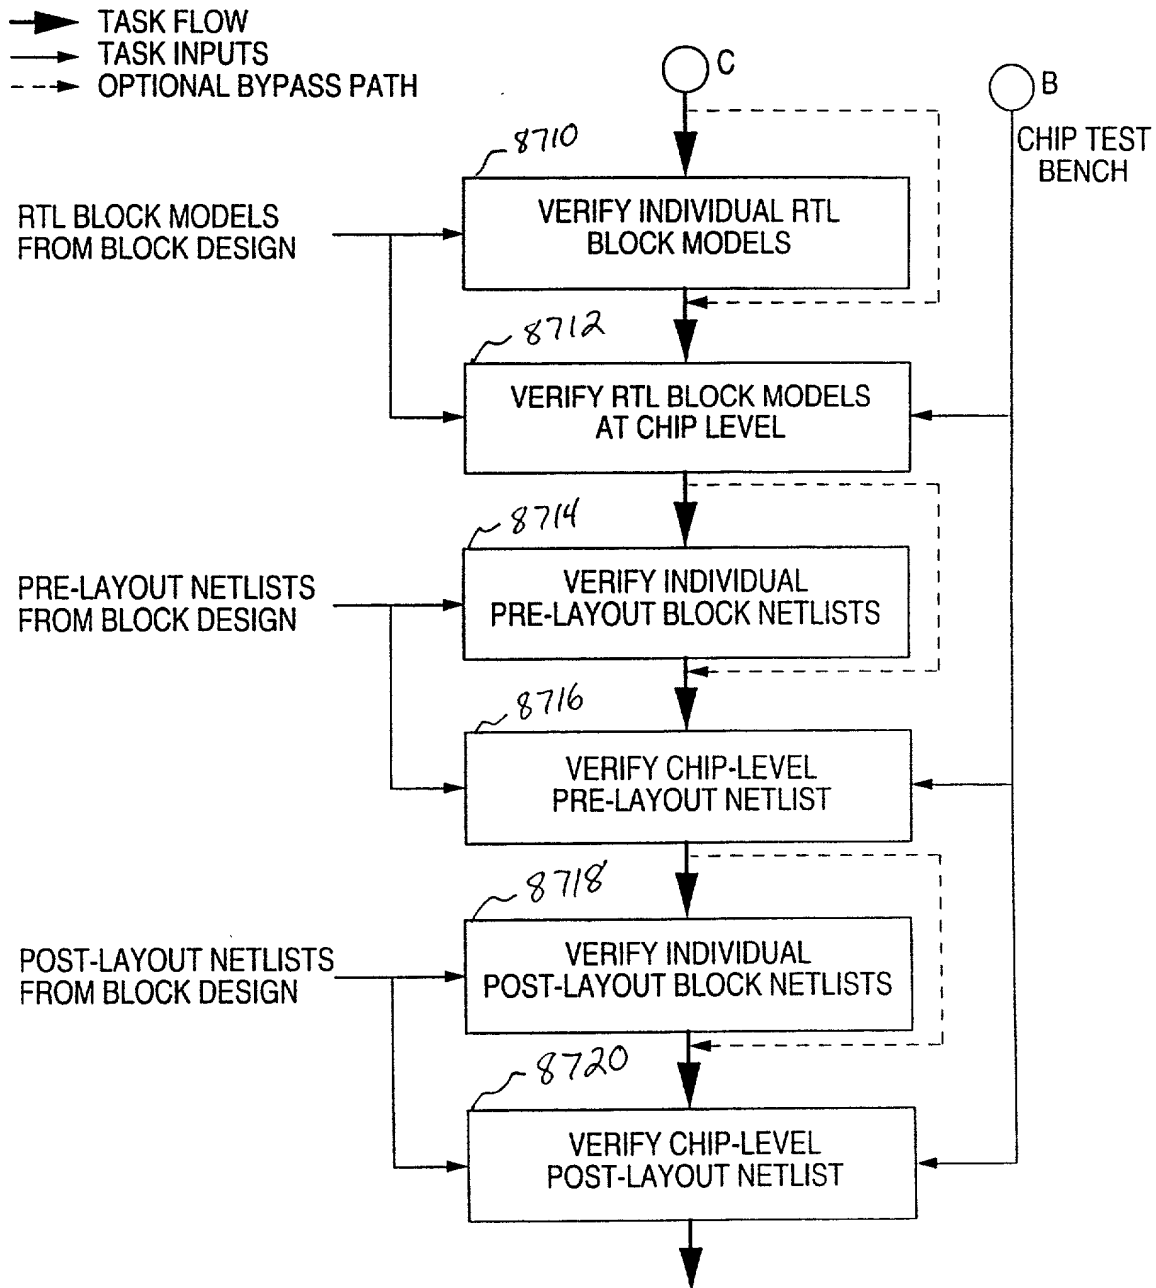 TASK FLOW
TASK INPUTS
OPTIONAL BYPASS PATH
C
B
CHIP TEST
BENCH
8710
VERIFY INDIVIDUAL RTL
BLOCK MODELS
RTL BLOCK MODELS
FROM BLOCK DESIGN
8712
VERIFY RTL BLOCK MODELS
AT CHIP LEVEL
8714
VERIFY INDIVIDUAL
PRE-LAYOUT BLOCK NETLISTS
PRE-LAYOUT NETLISTS
FROM BLOCK DESIGN
8716
VERIFY CHIP-LEVEL
PRE-LAYOUT NETLIST
8718
VERIFY INDIVIDUAL
POST-LAYOUT BLOCK NETLISTS
POST-LAYOUT NETLISTS
FROM BLOCK DESIGN
8720
VERIFY CHIP-LEVEL
POST-LAYOUT NETLIST